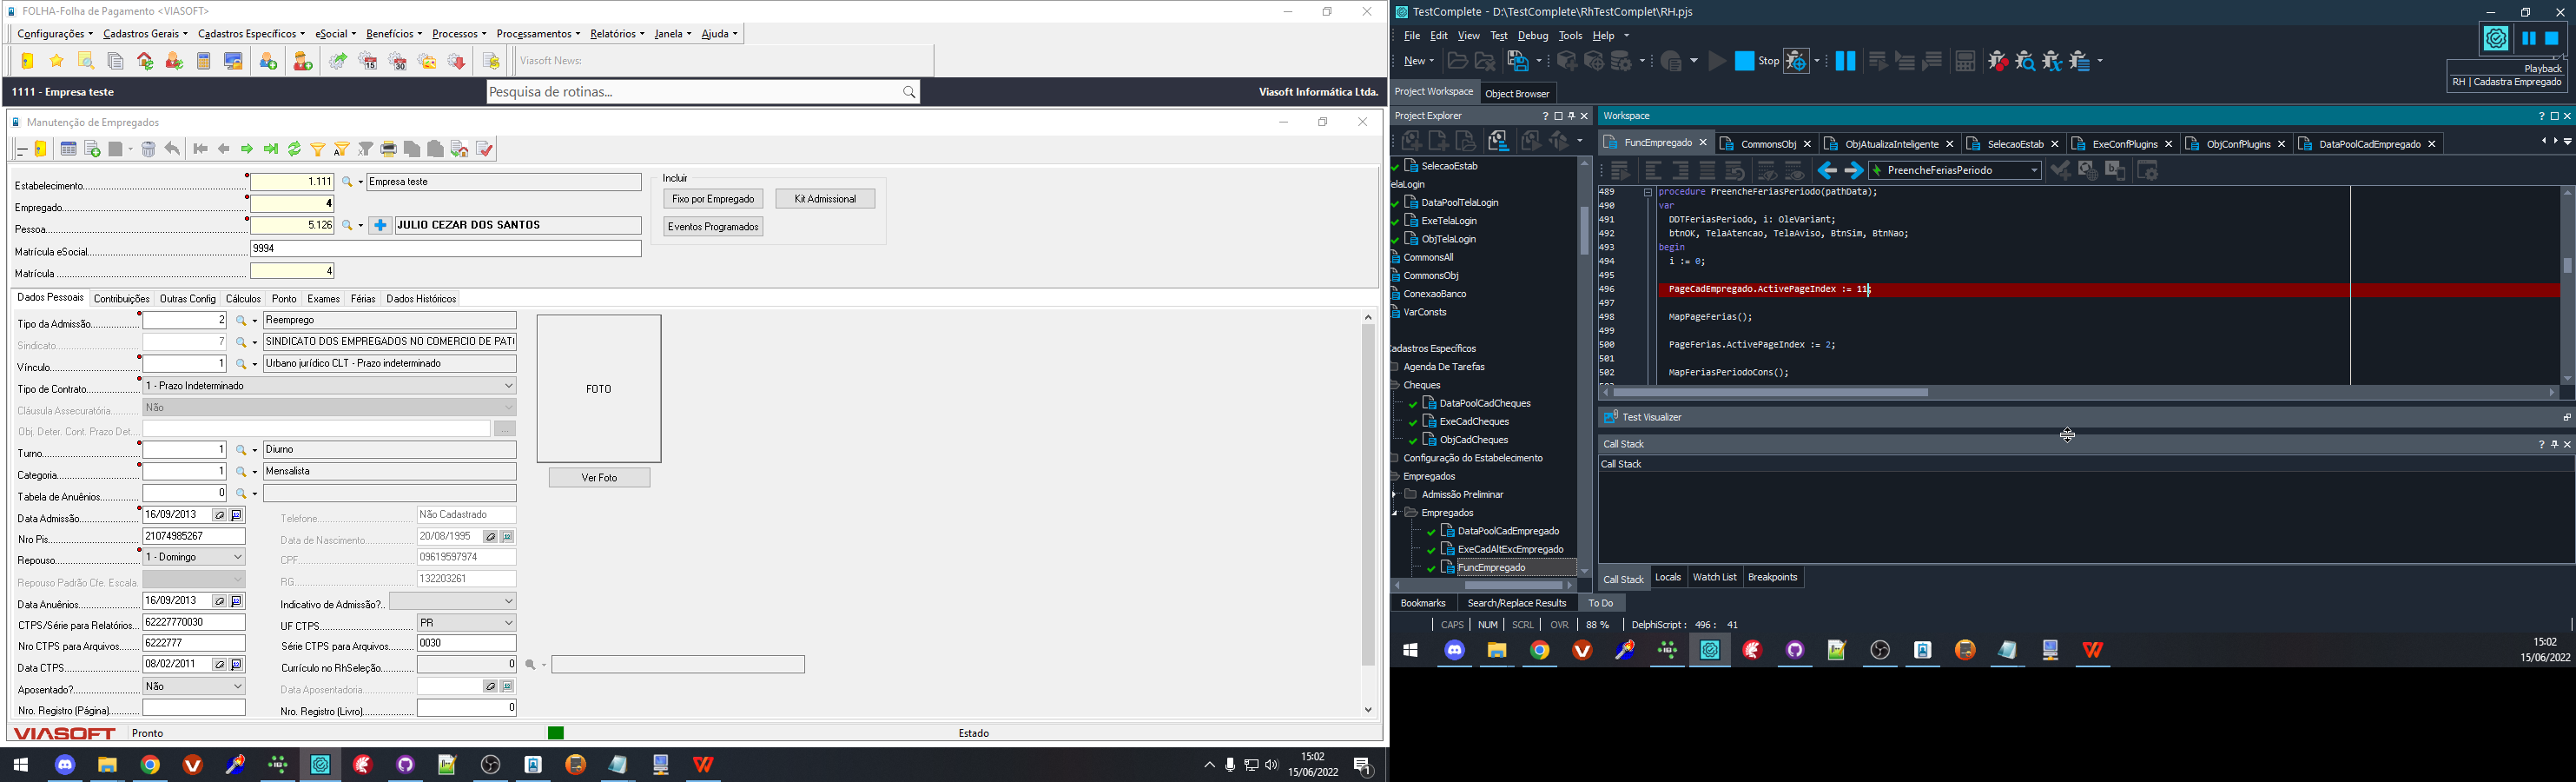 FOLHA-Folha de Pagamento <VIASOFT>
Configurações Cadastros Gerais Cadastros Específicos eSocial Benefícios Processos Processamentos Relatórios Janela Ajuda
Viasoft News:
1111 - Empresa teste
Pesquisa de rotinas...
Viasoft Informática Ltda.
Manutenção de Empregados
Estabelecimento 1.111 Empresa teste
Empregado 4
Pessoa 5.126 JULIO CEZAR DOS SANTOS
Matrícula eSocial 9994
Matrícula 4
Incluir
Fixo por Empregado Kit Admissional
Eventos Programados
Dados Pessoais Contribuições Outras Config Cálculos Ponto Exames Férias Dados Históricos
Tipo da Admissão 2 Reemprego
Sindicato 7 SINDICATO DOS EMPREGADOS NO COMERCIO DE PAT
Vínculo 1 Urbano jurídico CLT - Prazo indeterminado
Tipo de Contrato 1 - Prazo Indeterminado
Cláusula Assecuratória Não
Obj. Deter. Cont. Prazo Det. ...
Turno 1 Diurno
Categoria 1 Mensalista
Tabela de Anuênios 0
FOTO
Ver Foto
Data Admissão 16/09/2013 Telefone Não Cadastrado
Nro Pis 21074985267 Data de Nascimento 20/08/1995
Repouso 1 - Domingo CPF 09619597974
Repouso Padrão Cfe. Escala. RG 132203261
Data Anuênios 16/09/2013 Indicativo de Admissão?..
CTPS/Série para Relatórios... 62227770030 UF CTPS PR
Nro CTPS para Arquivos 6222777 Série CTPS para Arquivos 0030
Data CTPS 08/02/2011 Currículo no RhSeleção 0
Aposentado? Não Data Aposentadoria
Nro. Registro (Página) Nro. Registro (Livro) 0
VIASOFT Pronto Estado
15:02
15/06/2022
TestComplete - D:\TestComplete\RhTestComplet\RH.pjs
File Edit View Test Debug Tools Help
New Stop
Playback
RH | Cadastra Empregado
Project Workspace Object Browser
Project Explorer
SelecaoEstab
elaLogin
DataPoolTelaLogin
ExeTelaLogin
ObjTelaLogin
CommonsAll
CommonsObj
ConexaoBanco
VarConsts
adastros Específicos
Agenda De Tarefas
Cheques
DataPoolCadCheques
ExeCadCheques
ObjCadCheques
Configuração do Estabelecimento
Empregados
Admissão Preliminar
Empregados
DataPoolCadEmpregado
ExeCadAltExcEmpregado
FuncEmpregado
Workspace
FuncEmpregado CommonsObj ObjAtualizaInteligente SelecaoEstab ExeConfPlugins ObjConfPlugins DataPoolCadEmpregado
PreencheFeriasPeriodo
489 procedure PreencheFeriasPeriodo(pathData);
490 var
491 DDTFeriasPeriodo, i: OleVariant;
492 btnOK, TelaAtencao, TelaAviso, BtnSim, BtnNao;
493 begin
494 i := 0;
495
496 PageCadEmpregado.ActivePageIndex := 11;
497
498 MapPageFerias();
499
500 PageFerias.ActivePageIndex := 2;
501
502 MapFeriasPeriodoCons();
Test Visualizer
Call Stack
Call Stack
Call Stack Locals Watch List Breakpoints
Bookmarks Search/Replace Results To Do
CAPS NUM SCRL OVR 88 % DelphiScript : 496 : 41
15:02
15/06/2022